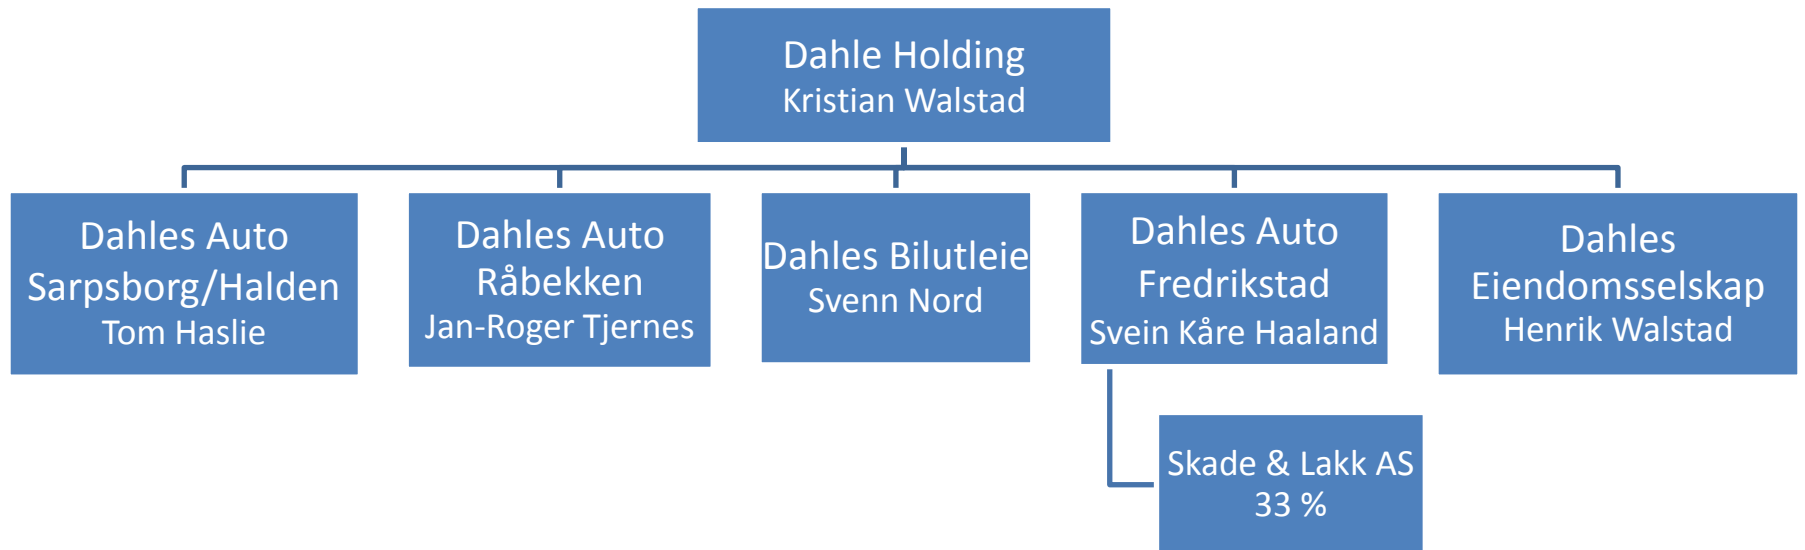 Dahle Holding
Kristian Walstad
Dahles Auto
Sarpsborg/Halden
Tom Haslie
Dahles Auto
Råbekken
Jan-Roger Tjernes
Dahles Bilutleie
Svenn Nord
Dahles Auto
Fredrikstad
Svein Kåre Haaland
Dahles
Eiendomsselskap
Henrik Walstad
Skade & Lakk AS
33 %